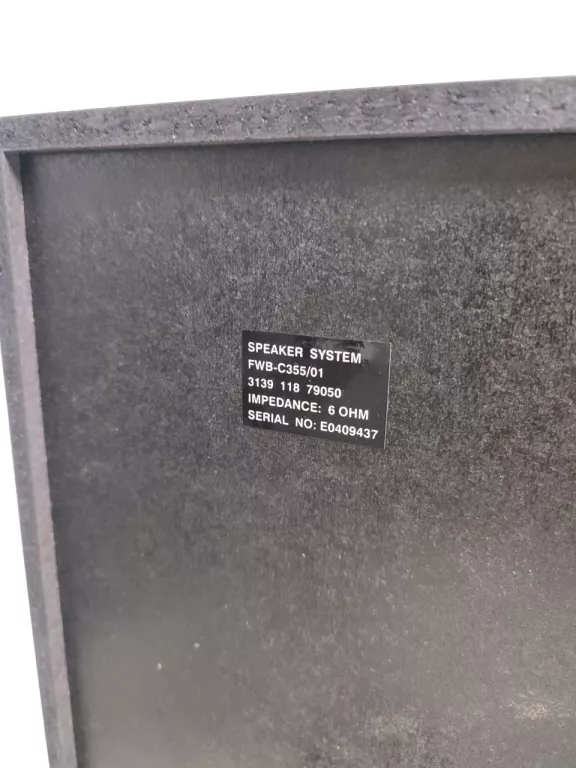 SPEAKER SYSTEM
FWB-C355/01
3139 118 79050
IMPEDANCE: 6 OHM
SERIAL NO: E0409437